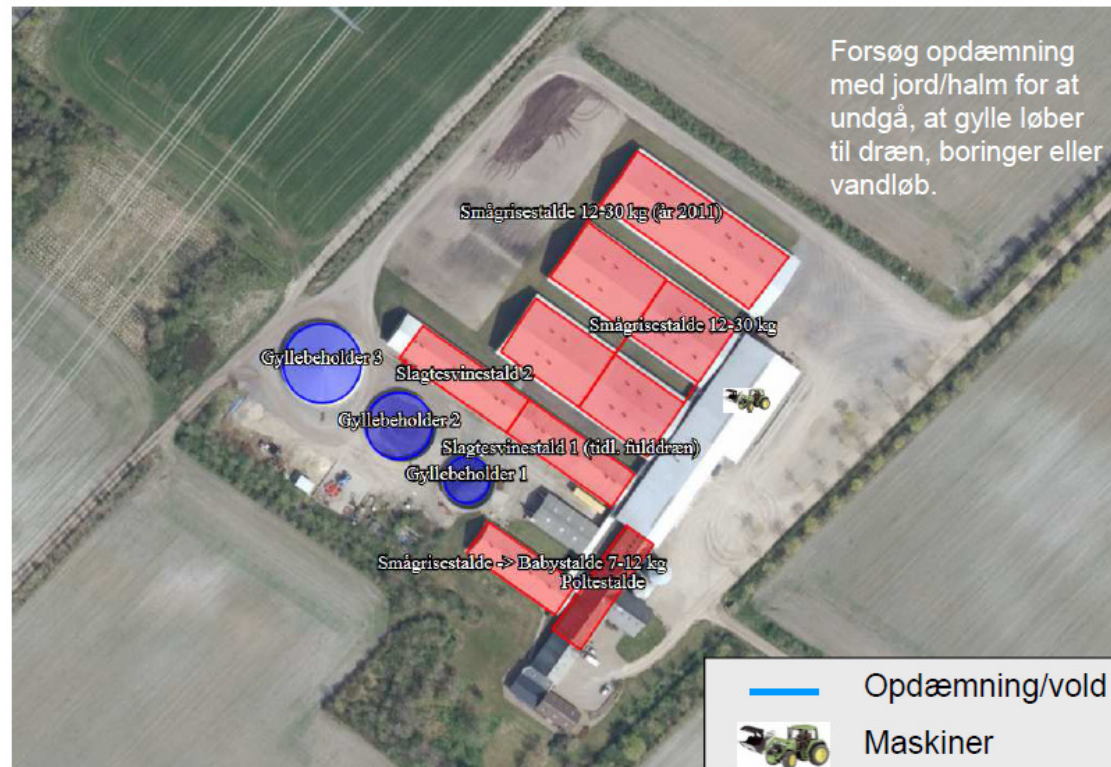 Forsøg opdæmning
med jord/halm for at
undgå, at gylle løber
til dræn, boringer eller
vandløb.
Smågrisestalde 12-30 kg (år 2011)
Smågrisestalde 12-30 kg
Gyllebeholder 3
Slagtesvinestald 2
Gyllebeholder 2
Slagtesvinestald 1 (tidl. fulddræn)
Gyllebeholder 1
Smågrisestalde -> Babystalde 7-12 kg
Poltestalde
Opdæmning/vold
Maskiner